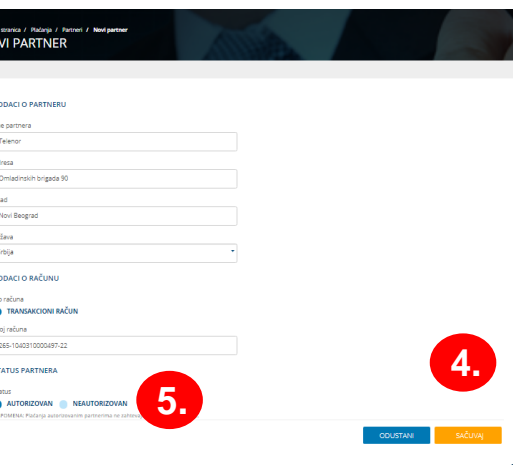 stranica / Plaćanja / Partneri / Novi partner
VI PARTNER
ODACI O PARTNERU
e partnera
Telenor
resa
Omladinskih brigada 90
ad
Novi Beograd
žava
rbija
ODACI O RAČUNU
o računa
TRANSAKCIONI RAČUN
oj računa
265-1040310000497-22
4.
TATUS PARTNERA
atus
AUTORIZOVAN NEAUTORIZOVAN
5.
POMENA: Plaćanja autorizovanim partnerima ne zahteva
ODUSTANI SAČUVAJ